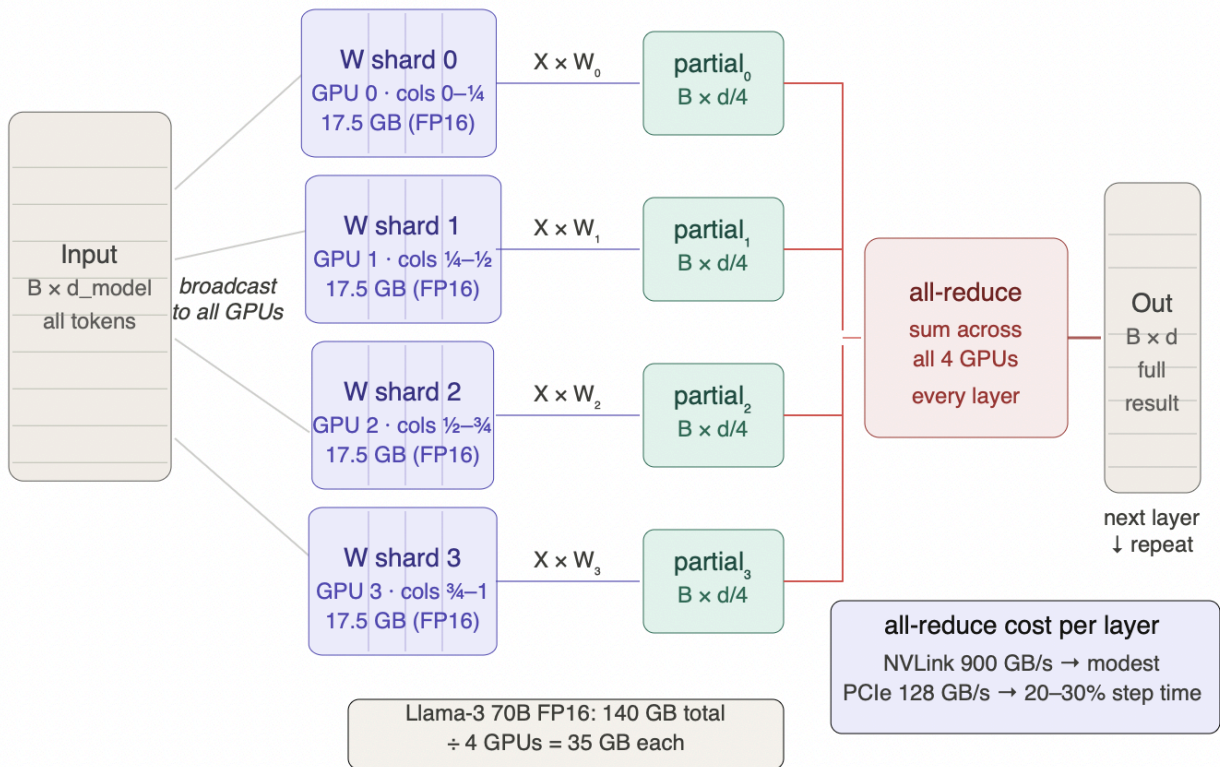 Input
B × d_model
all tokens
broadcast
to all GPUs
W shard 0
GPU 0 · cols 0–¼
17.5 GB (FP16)
X × W₀
partial₀
B × d/4
W shard 1
GPU 1 · cols ¼–½
17.5 GB (FP16)
X × W₁
partial₁
B × d/4
W shard 2
GPU 2 · cols ½–¾
17.5 GB (FP16)
X × W₂
partial₂
B × d/4
W shard 3
GPU 3 · cols ¾–1
17.5 GB (FP16)
X × W₃
partial₃
B × d/4
all-reduce
sum across
all 4 GPUs
every layer
Out
B × d
full
result
next layer
↓ repeat
all-reduce cost per layer
NVLink 900 GB/s → modest
PCIe 128 GB/s → 20–30% step time
Llama-3 70B FP16: 140 GB total
÷ 4 GPUs = 35 GB each